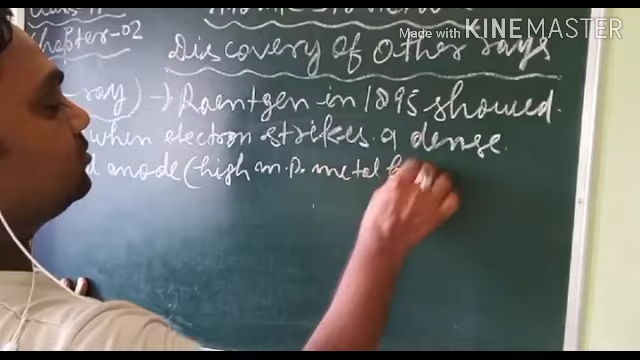 Made with KINEMASTER
Chapter-02
Discovery of other rays
-ray) → Roentgen in 1895 showed.
when electron strikes a dense.
anode (high m.p. metal